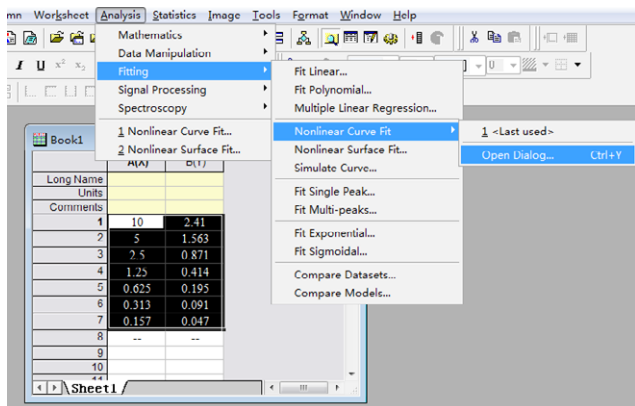 mn Worksheet Analysis Statistics Image Tools Format Window Help
Mathematics
Data Manipulation
Fitting
Signal Processing
Spectroscopy
1 Nonlinear Curve Fit...
2 Nonlinear Surface Fit...
Fit Linear...
Fit Polynomial...
Multiple Linear Regression...
Nonlinear Curve Fit
Nonlinear Surface Fit...
Simulate Curve...
Fit Single Peak...
Fit Multi-peaks...
Fit Exponential...
Fit Sigmoidal...
Compare Datasets...
Compare Models...
1 <Last used>
Open Dialog... Ctrl+Y
I U x² x₂
0
Book1
A(X) B(Y)
Long Name
Units
Comments
1 10 2.41
2 5 1.563
3 2.5 0.871
4 1.25 0.414
5 0.625 0.195
6 0.313 0.091
7 0.157 0.047
8 -- --
9
10
11
Sheet1